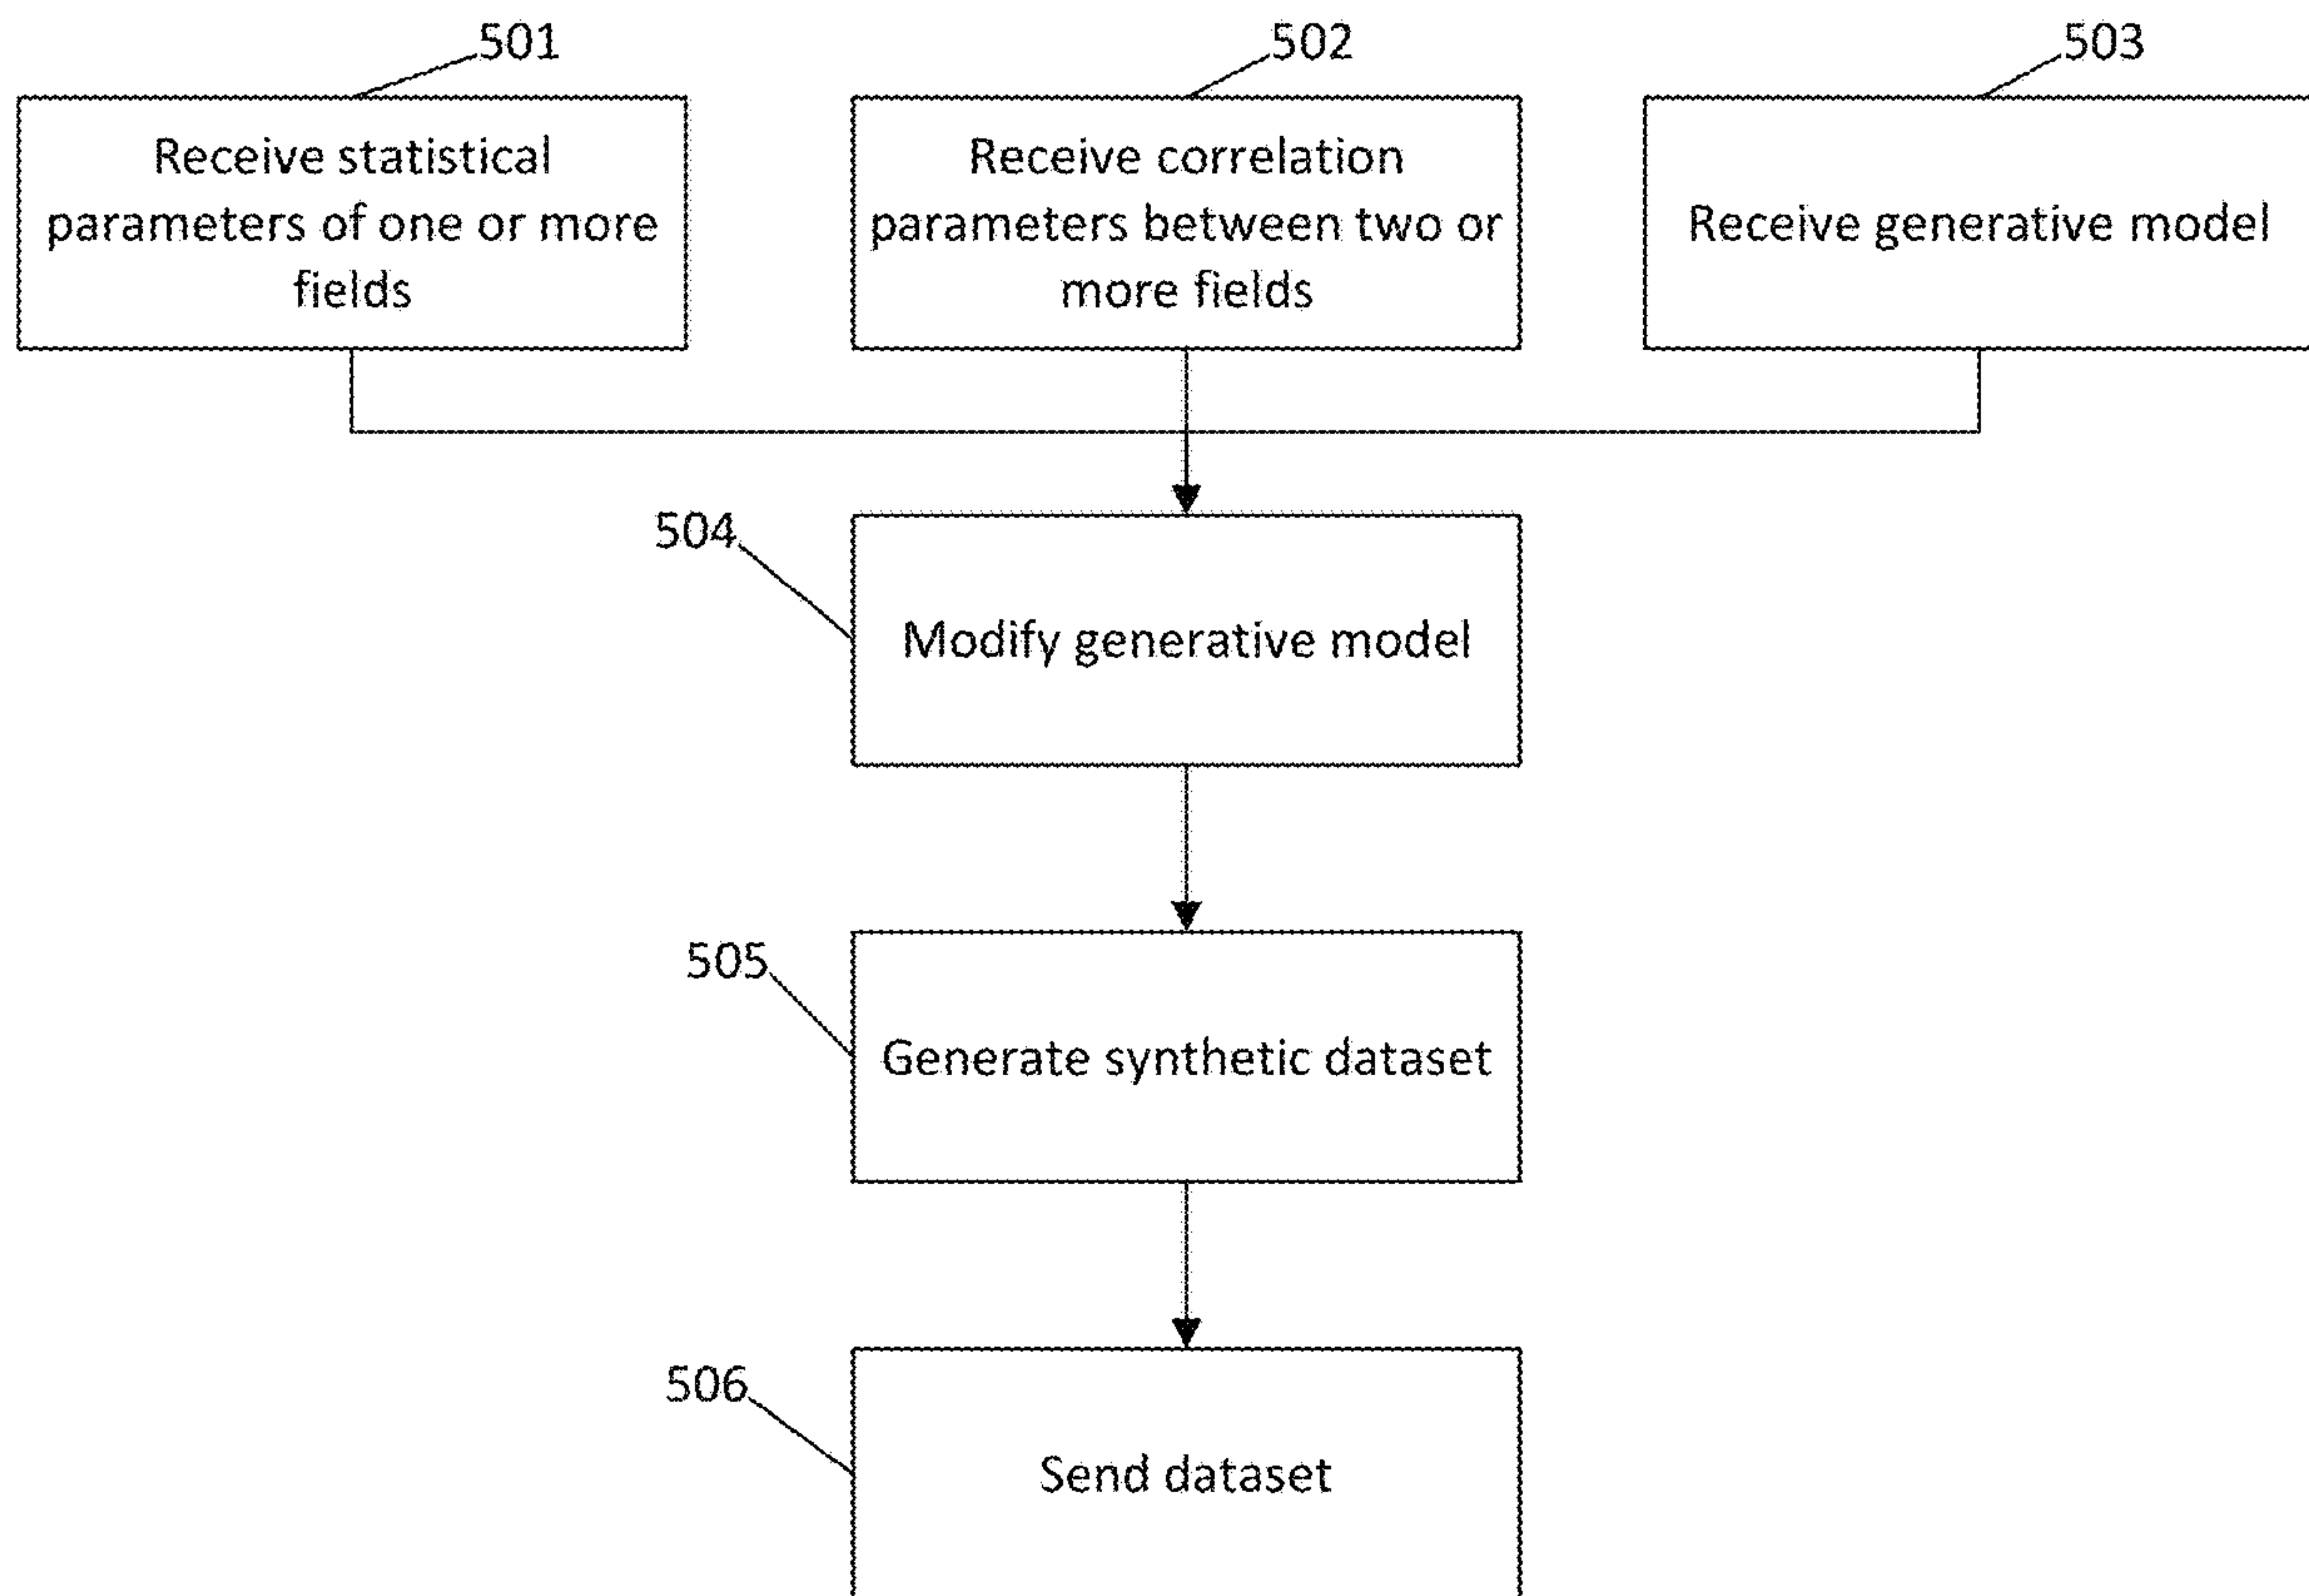 501
502
503
Receive statistical
parameters of one or more
fields
Receive correlation
parameters between two or
more fields
Receive generative model
504
Modify generative model
505
Generate synthetic dataset
506
Send dataset